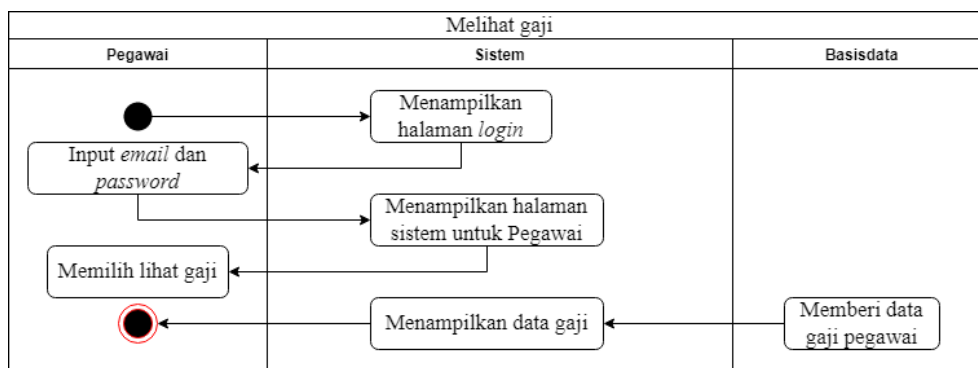 Melihat gaji
Pegawai
Sistem
Basisdata
Menampilkan
halaman login
Input email dan
password
Menampilkan halaman
sistem untuk Pegawai
Memilih lihat gaji
Menampilkan data gaji
Memberi data
gaji pegawai